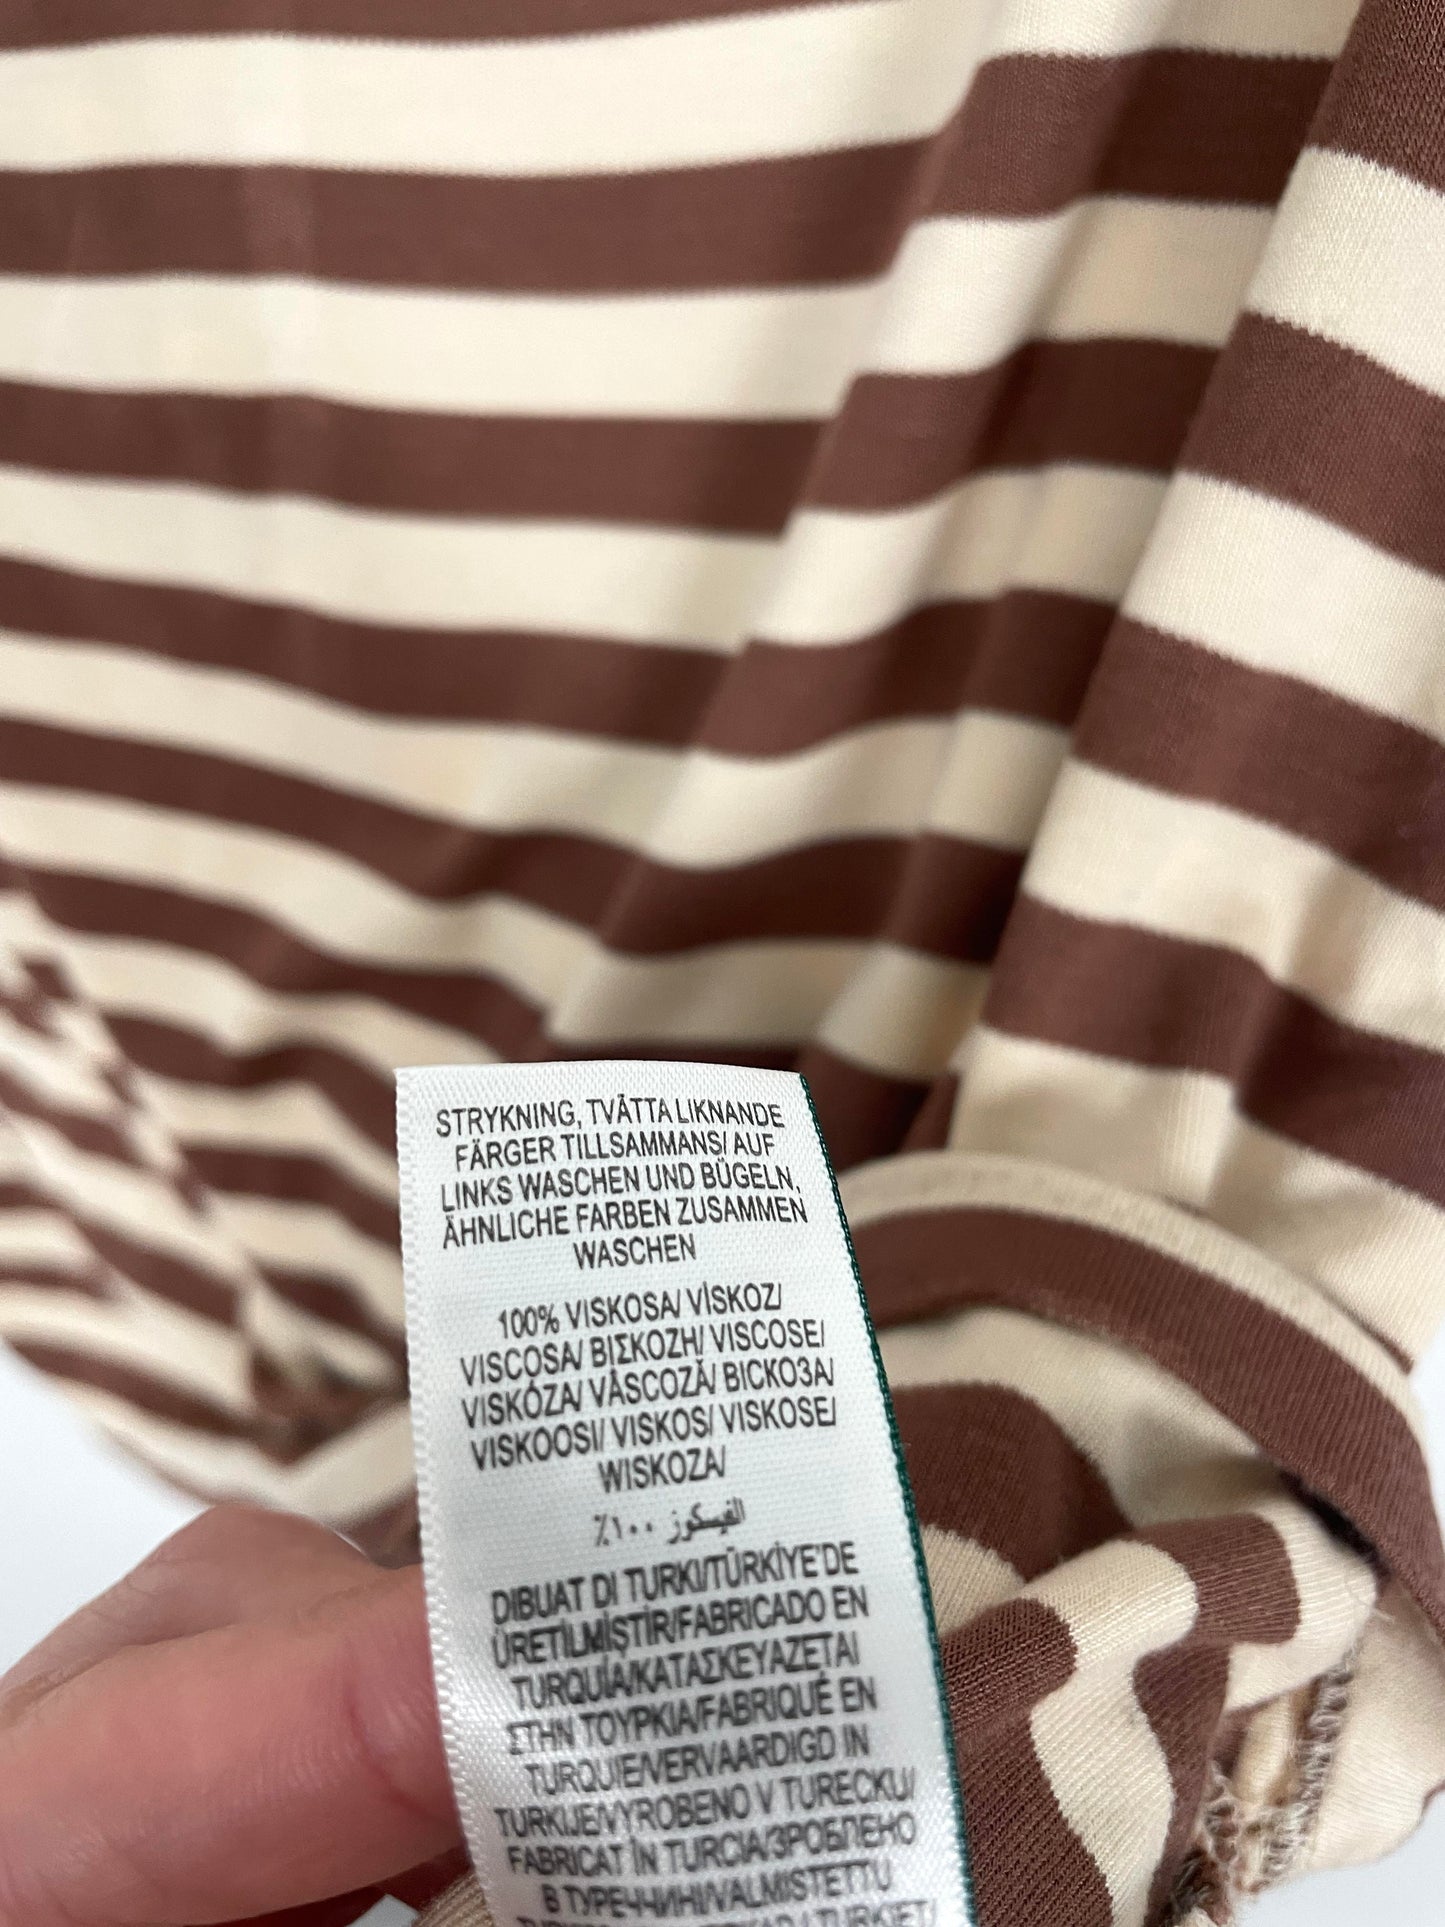 STRYKNING, TVÄTTA LIKNANDE
FÄRGER TILLSAMMANS/ AUF
LINKS WASCHEN UND BÜGELN,
ÄHNLICHE FARBEN ZUSAMMEN
WASCHEN
100% VISKOSA/ VİSKOZ/
VISCOSA/ ΒΙΣΚΟΖΗ/ VISCOSE/
VISKÓZA/ VÂSCOZĂ/ ВІСКОЗА/
VISKOOSI/ VISKOS/ VISKOSE/
WISKOZA/
الفيسكوز ١٠٠٪
DIBUAT DI TURKI/TÜRKİYE'DE
ÜRETİLMİŞTİR/FABRICADO EN
TURQUÍA/ΚΑΤΑΣΚΕΥΑΖΕΤΑΙ
ΣΤΗΝ ΤΟΥΡΚΙΑ/FABRIQUÉ EN
TURQUIE/VERVAARDIGD IN
TURKIJE/VYROBENO V TURECKU/
FABRICAT ÎN TURCIA/ЗРОБЛЕНО
В ТУРЕЧЧИНІ/VALMISTETTU